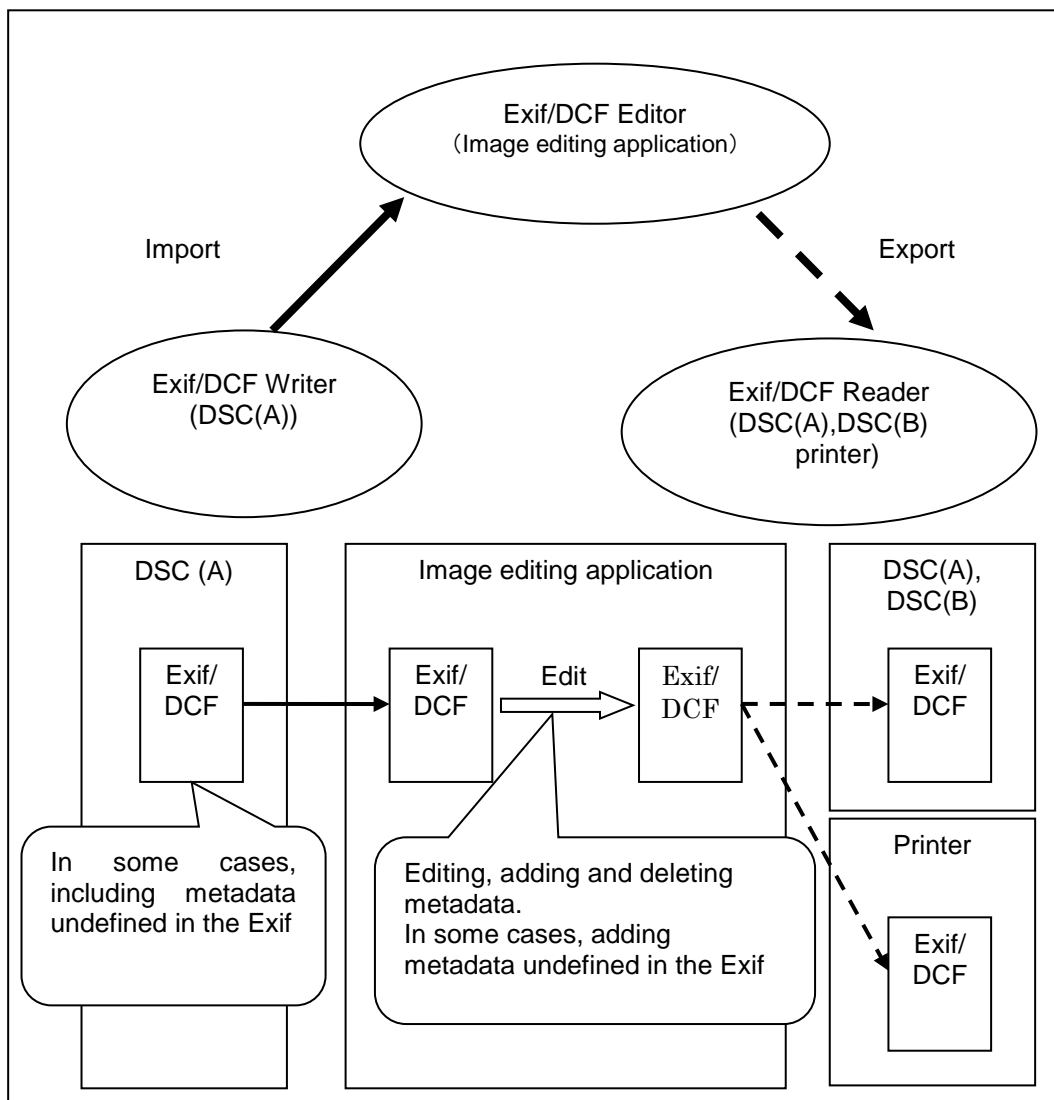 Exif/DCF Editor
（Image editing application）
Import
Export
Exif/DCF Writer
(DSC(A))
Exif/DCF Reader
(DSC(A),DSC(B)
printer)
DSC (A)
Image editing application
DSC(A),
DSC(B)
Exif/
DCF
Exif/
DCF
Edit
Exif/
DCF
Exif/
DCF
In some cases,
including metadata
undefined in the Exif
Editing, adding and deleting
metadata.
In some cases, adding
metadata undefined in the Exif
Printer
Exif/
DCF